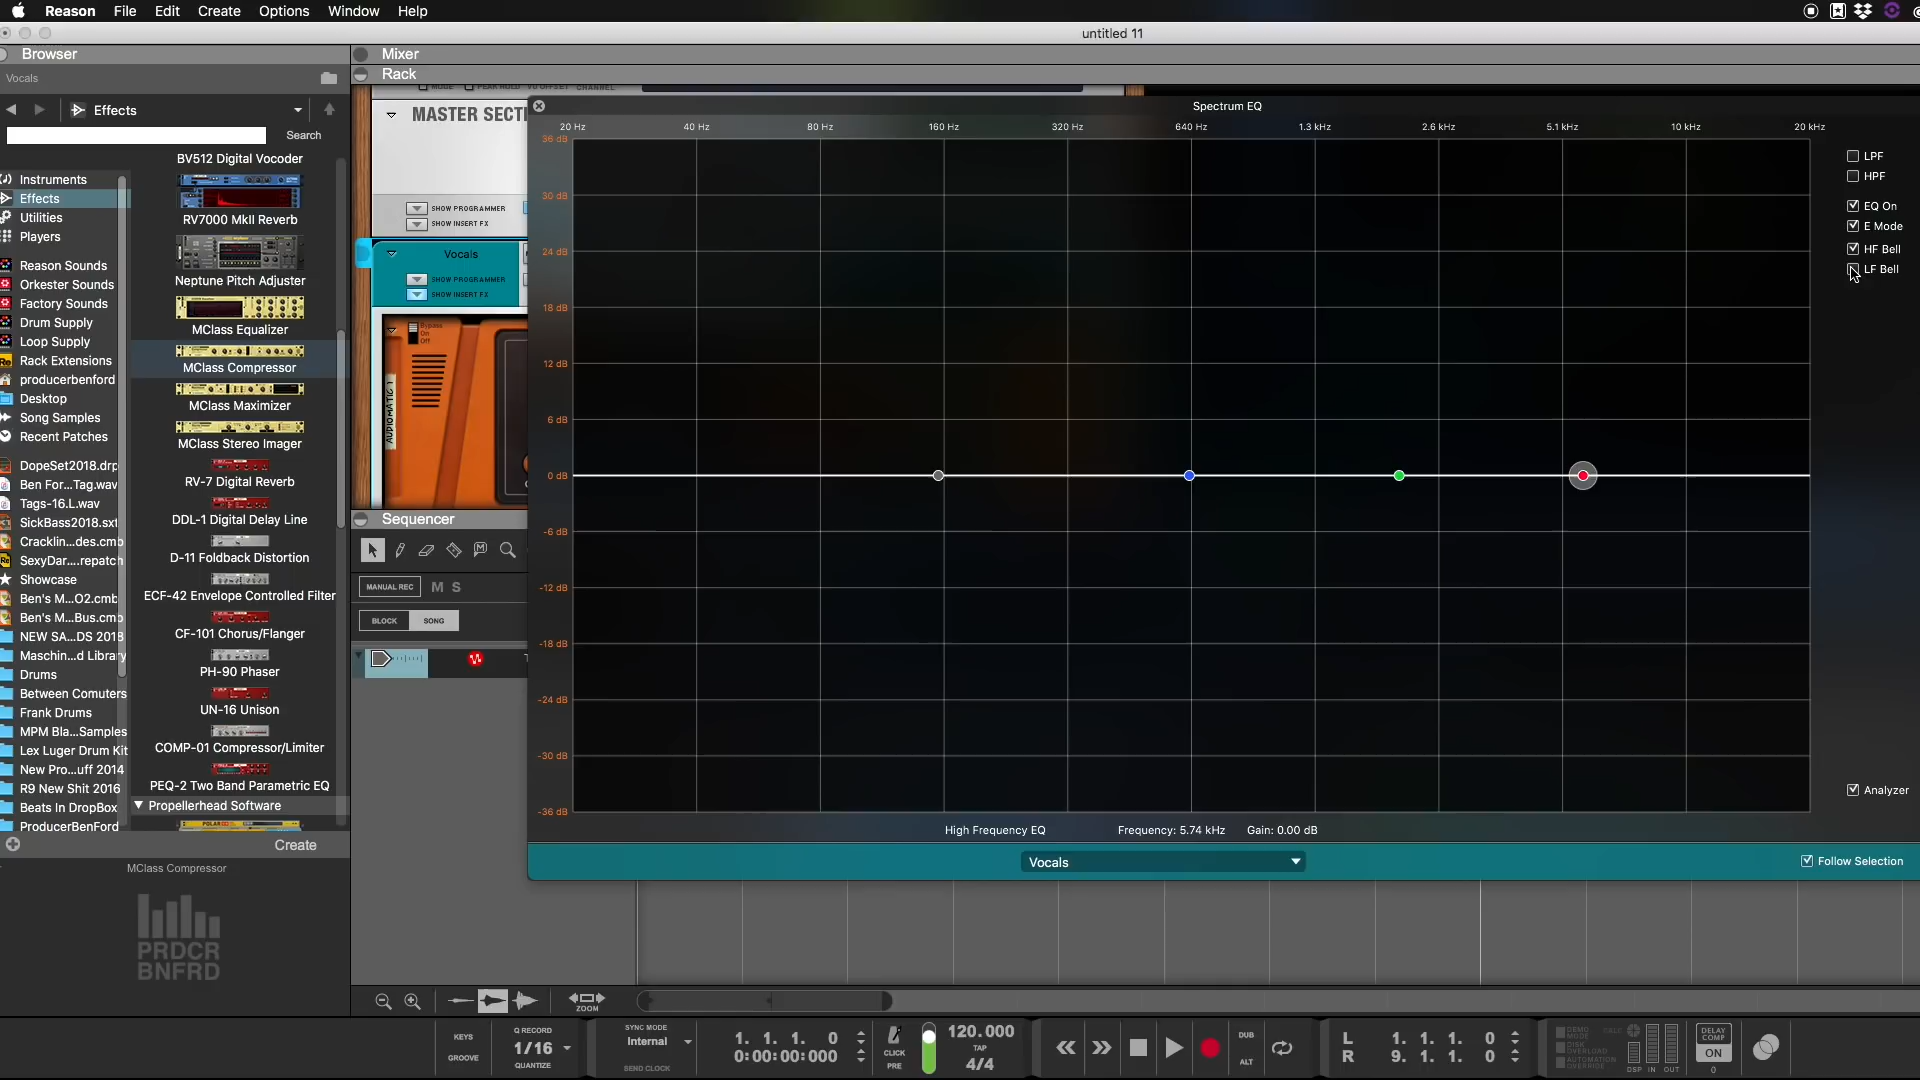 Reason File Edit Create Options Window Help
untitled 11
Browser
Mixer
Vocals
Rack
Effects
Search
BV512 Digital Vocoder
Instruments
Effects
RV7000 MkII Reverb
Utilities
Players
Reason Sounds
Neptune Pitch Adjuster
Orkester Sounds
Factory Sounds
Drum Supply
MClass Equalizer
Loop Supply
Rack Extensions
MClass Compressor
producerbenford
Desktop
MClass Maximizer
Song Samples
Recent Patches
MClass Stereo Imager
DopeSet2018.drp
RV-7 Digital Reverb
Ben For...Tag.wav
Tags-16.L.wav
DDL-1 Digital Delay Line
SickBass2018.sxt
Cracklin...des.cmb
D-11 Foldback Distortion
SexyDar...repatch
Showcase
ECF-42 Envelope Controlled Filter
Ben's M...O2.cmb
Ben's M...Bus.cmb
CF-101 Chorus/Flanger
NEW SA...DS 2018
Maschin...d Library
PH-90 Phaser
Drums
Between Comuters
UN-16 Unison
Frank Drums
MPM Bla...Samples
COMP-01 Compressor/Limiter
Lex Luger Drum Kit
New Pro...uff 2014
PEQ-2 Two Band Parametric EQ
R9 New Shit 2016
Beats In DropBox
Propellerhead Software
ProducerBenFord
Create
MClass Compressor
PRDCR
BNFRD
MASTER SECTI
SHOW PROGRAMMER
SHOW INSERT FX
Vocals
SHOW PROGRAMMER
SHOW INSERT FX
Bypass
On
Off
AUDIOMATIC 1
Sequencer
MANUAL REC M S
BLOCK SONG
Spectrum EQ
20 Hz 40 Hz 80 Hz 160 Hz 320 Hz 640 Hz 1.3 kHz 2.6 kHz 5.1 kHz 10 kHz 20 kHz
36 dB
30 dB
24 dB
18 dB
12 dB
6 dB
0 dB
-6 dB
-12 dB
-18 dB
-24 dB
-30 dB
-36 dB
LPF
HPF
EQ On
E Mode
HF Bell
LF Bell
Analyzer
High Frequency EQ Frequency: 5.74 kHz Gain: 0.00 dB
Vocals
Follow Selection
ZOOM
KEYS
GROOVE
Q RECORD
1/16
QUANTIZE
SYNC MODE
Internal
SEND CLOCK
1. 1. 1. 0
0:00:00:000
CLICK
PRE
120.000
TAP
4/4
DUB
ALT
L 1. 1. 1. 0
R 9. 1. 1. 0
DSP IN OUT
DELAY
COMP
ON
0